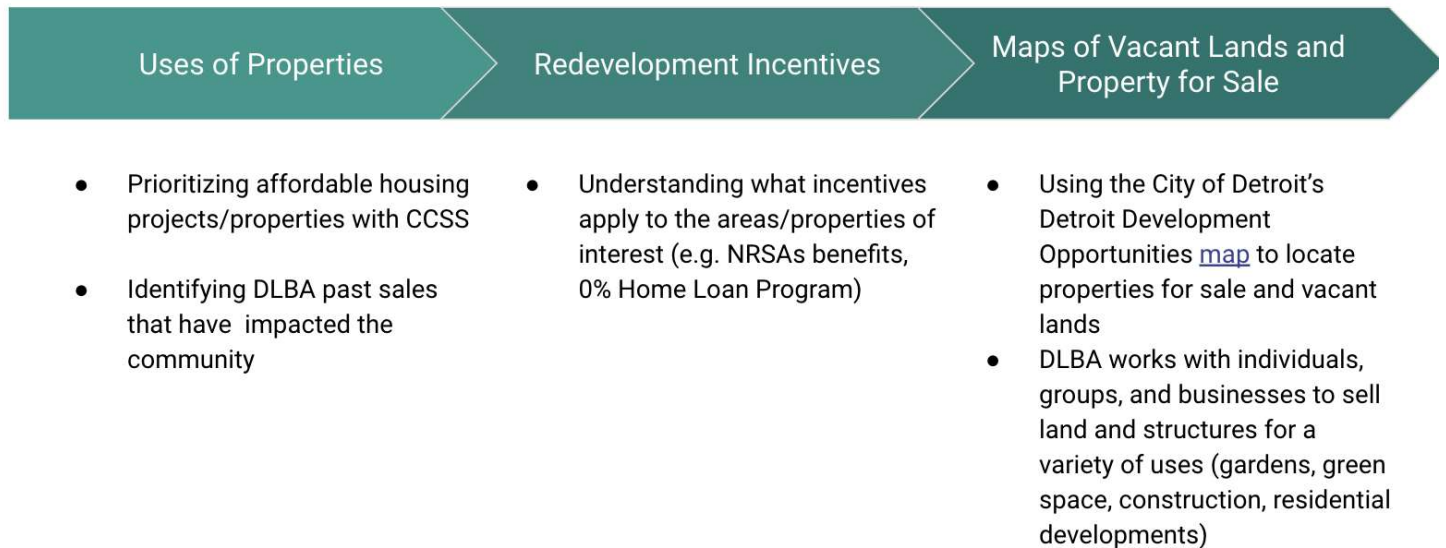 Uses of Properties
Redevelopment Incentives
Maps of Vacant Lands and
Property for Sale
● Prioritizing affordable housing
projects/properties with CCSS
● Identifying DLBA past sales
that have impacted the
community
● Understanding what incentives
apply to the areas/properties of
interest (e.g. NRSAs benefits,
0% Home Loan Program)
● Using the City of Detroit's
Detroit Development
Opportunities map to locate
properties for sale and vacant
lands
● DLBA works with individuals,
groups, and businesses to sell
land and structures for a
variety of uses (gardens, green
space, construction, residential
developments)